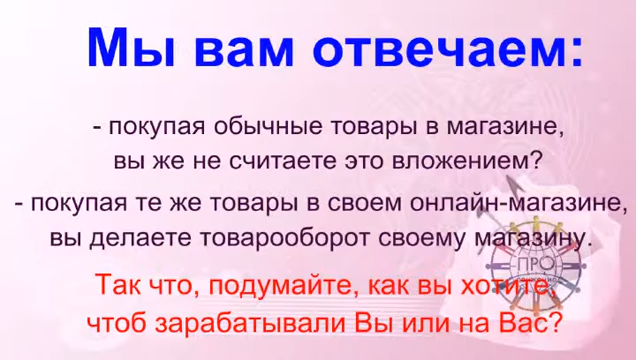 Мы вам отвечаем:
- покупая обычные товары в магазине,
вы же не считаете это вложением?
- покупая те же товары в своем онлайн-магазине,
вы делаете товарооборот своему магазину.
ПРО
Так что, подумайте, как вы хотите,
чтоб зарабатывали Вы или на Вас?